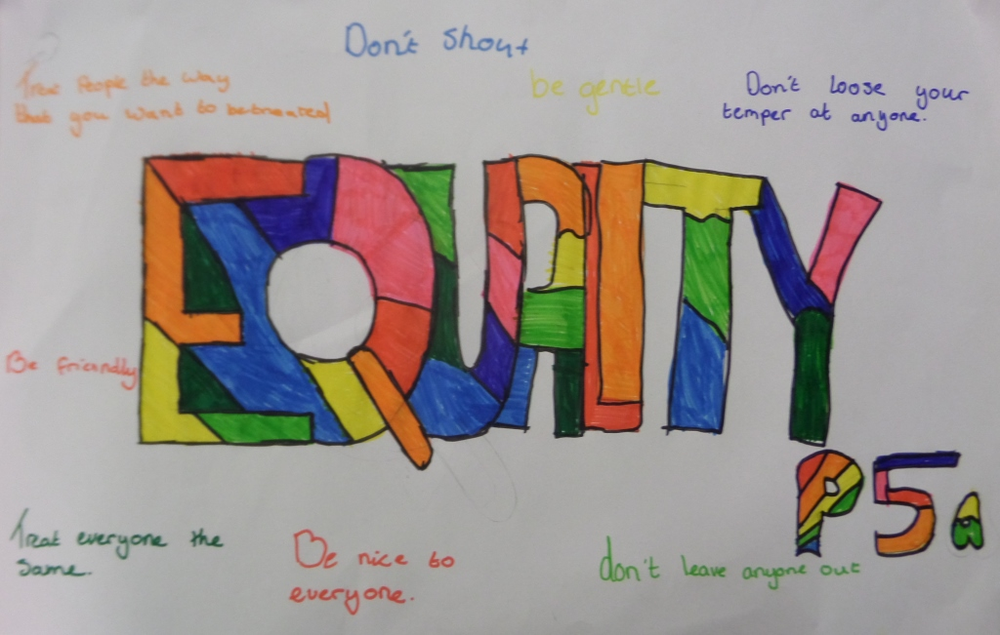 Don't Shout
Treat People the way
that you want to be treated
be gentle
Don't loose your
temper at anyone.
EQUALITY
Be friendly
P5A
Treat everyone the
Same.
Be nice to
everyone.
don't leave anyone out